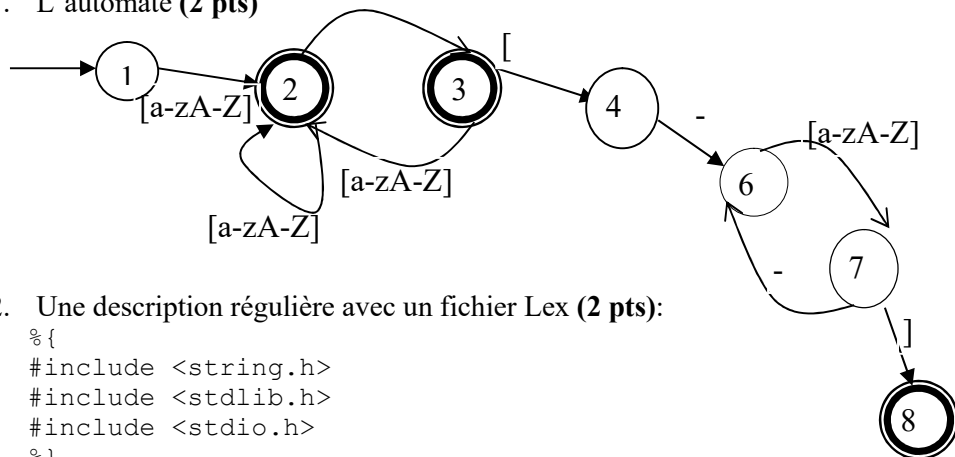 . L'automate (2 pts)
[
1
2
3
4
-
[a-zA-Z]
[a-zA-Z]
[a-zA-Z]
6
[a-zA-Z]
-
7
2. Une description régulière avec un fichier Lex (2 pts):
]
%{
#include <string.h>
#include <stdlib.h>
#include <stdio.h>
8
%}